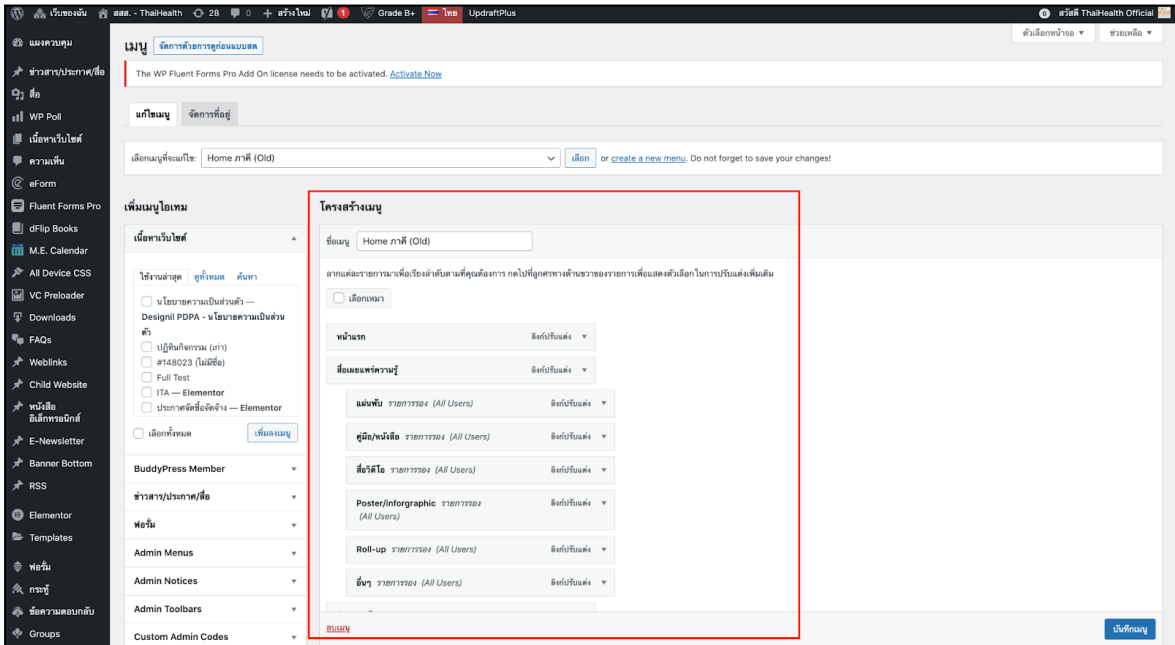 เว็บของฉัน สสส. - ThaiHealth 28 0 + สร้างใหม่ 1 Grade B+ ไทย UpdraftPlus สวัสดี ThaiHealth Official
แผงควบคุม
ข่าวสาร/ประกาศ/สื่อ
สื่อ
WP Poll
เนื้อหาเว็บไซต์
ความเห็น
eForm
Fluent Forms Pro
dFlip Books
M.E. Calendar
All Device CSS
VC Preloader
Downloads
FAQs
Weblinks
Child Website
หนังสือ
อิเล็กทรอนิกส์
E-Newsletter
Banner Bottom
RSS
Elementor
Templates
ฟอรั่ม
กระทู้
ข้อความตอบกลับ
Groups
ตัวเลือกหน้าจอ ▼ ช่วยเหลือ ▼
เมนู จัดการด้วยการดูก่อนแบบสด
The WP Fluent Forms Pro Add On license needs to be activated. Activate Now
แก้ไขเมนู จัดการที่อยู่
เลือกเมนูที่จะแก้ไข: Home ภาคี (Old) เลือก or create a new menu. Do not forget to save your changes!
เพิ่มเมนูไอเทม
เนื้อหาเว็บไซต์
ใช้งานล่าสุด ดูทั้งหมด ค้นหา
นโยบายความเป็นส่วนตัว —
Designil PDPA - นโยบายความเป็นส่วน
ตัว
ปฏิทินกิจกรรม (เก่า)
#148023 (ไม่มีชื่อ)
Full Test
ITA — Elementor
ประกาศจัดซื้อจัดจ้าง — Elementor
เลือกทั้งหมด เพิ่มลงเมนู
BuddyPress Member
ข่าวสาร/ประกาศ/สื่อ
ฟอรั่ม
Admin Menus
Admin Notices
Admin Toolbars
Custom Admin Codes
โครงสร้างเมนู
ชื่อเมนู Home ภาคี (Old)
ลากแต่ละรายการมาเพื่อเรียงลำดับตามที่คุณต้องการ กดไปที่ลูกศรทางด้านขวาของรายการเพื่อแสดงตัวเลือกในการปรับแต่งเพิ่มเติม
เลือกเหมา
หน้าแรก ลิงก์ปรับแต่ง
สื่อเผยแพร่ความรู้ ลิงก์ปรับแต่ง
แผ่นพับ รายการรอง (All Users) ลิงก์ปรับแต่ง
คู่มือ/หนังสือ รายการรอง (All Users) ลิงก์ปรับแต่ง
สื่อวิดีโอ รายการรอง (All Users) ลิงก์ปรับแต่ง
Poster/inforgraphic รายการรอง ลิงก์ปรับแต่ง
(All Users)
Roll-up รายการรอง (All Users) ลิงก์ปรับแต่ง
อื่นๆ รายการรอง (All Users) ลิงก์ปรับแต่ง
ลบเมนู บันทึกเมนู